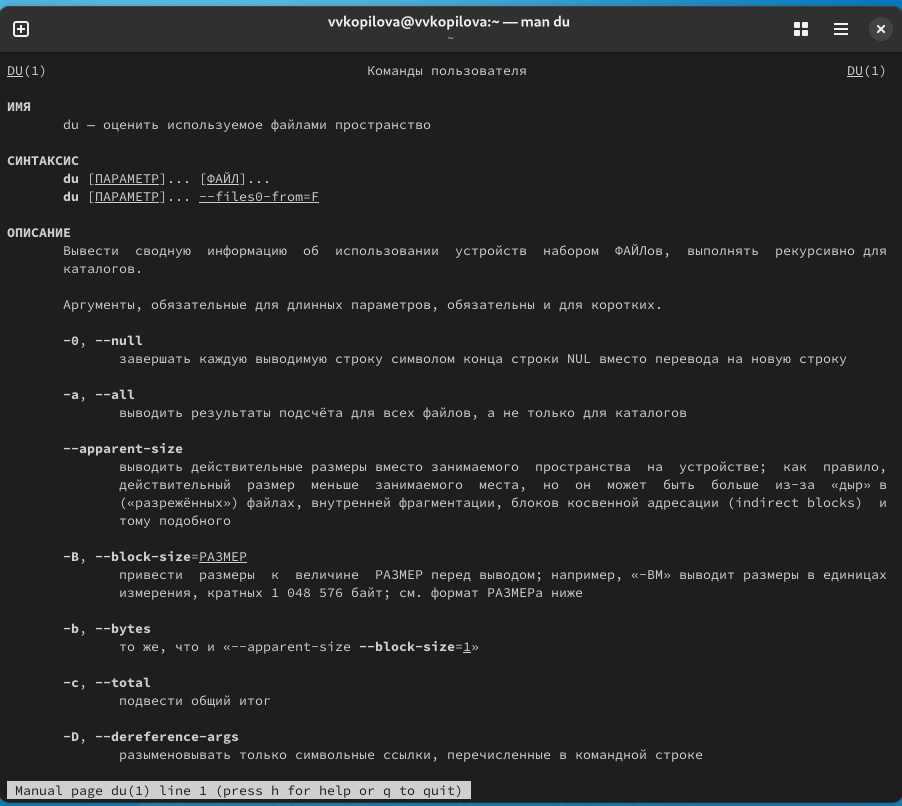 vvkopilova@vvkopilova:~ — man du
~
DU(1) Команды пользователя DU(1)
ИМЯ
du — оценить используемое файлами пространство
СИНТАКСИС
du [ПАРАМЕТР]... [ФАЙЛ]...
du [ПАРАМЕТР]... --files0-from=F
ОПИСАНИЕ
Вывести сводную информацию об использовании устройств набором ФАЙЛов, выполнять рекурсивно для
каталогов.
Аргументы, обязательные для длинных параметров, обязательны и для коротких.
-0, --null
завершать каждую выводимую строку символом конца строки NUL вместо перевода на новую строку
-a, --all
выводить результаты подсчёта для всех файлов, а не только для каталогов
--apparent-size
выводить действительные размеры вместо занимаемого пространства на устройстве; как правило,
действительный размер меньше занимаемого места, но он может быть больше из-за «дыр» в
(«разрежённых») файлах, внутренней фрагментации, блоков косвенной адресации (indirect blocks) и
тому подобного
-B, --block-size=РАЗМЕР
привести размеры к величине РАЗМЕР перед выводом; например, «-BM» выводит размеры в единицах
измерения, кратных 1 048 576 байт; см. формат РАЗМЕРа ниже
-b, --bytes
то же, что и «--apparent-size --block-size=1»
-c, --total
подвести общий итог
-D, --dereference-args
разыменовывать только символьные ссылки, перечисленные в командной строке
Manual page du(1) line 1 (press h for help or q to quit)